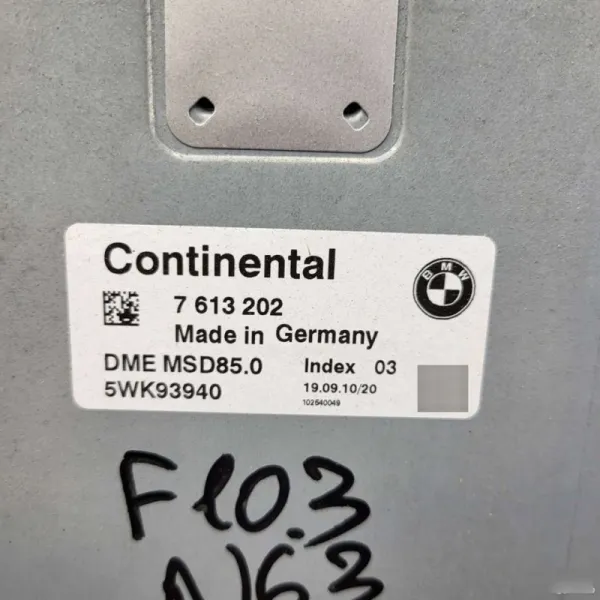 Continental
BMW
7 613 202
Made in Germany
DME MSD85.0 Index 03
5WK93940 19.09.10/20
102640049
F10.3
N63